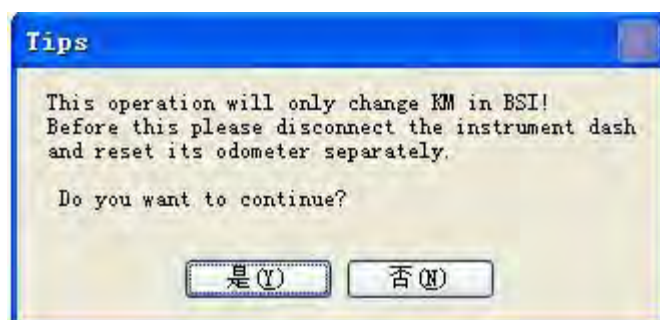 Tips
This operation will only change KM in BSI!
Before this please disconnect the instrument dash
and reset its odometer separately.
Do you want to continue?
是(Y) 否(N)